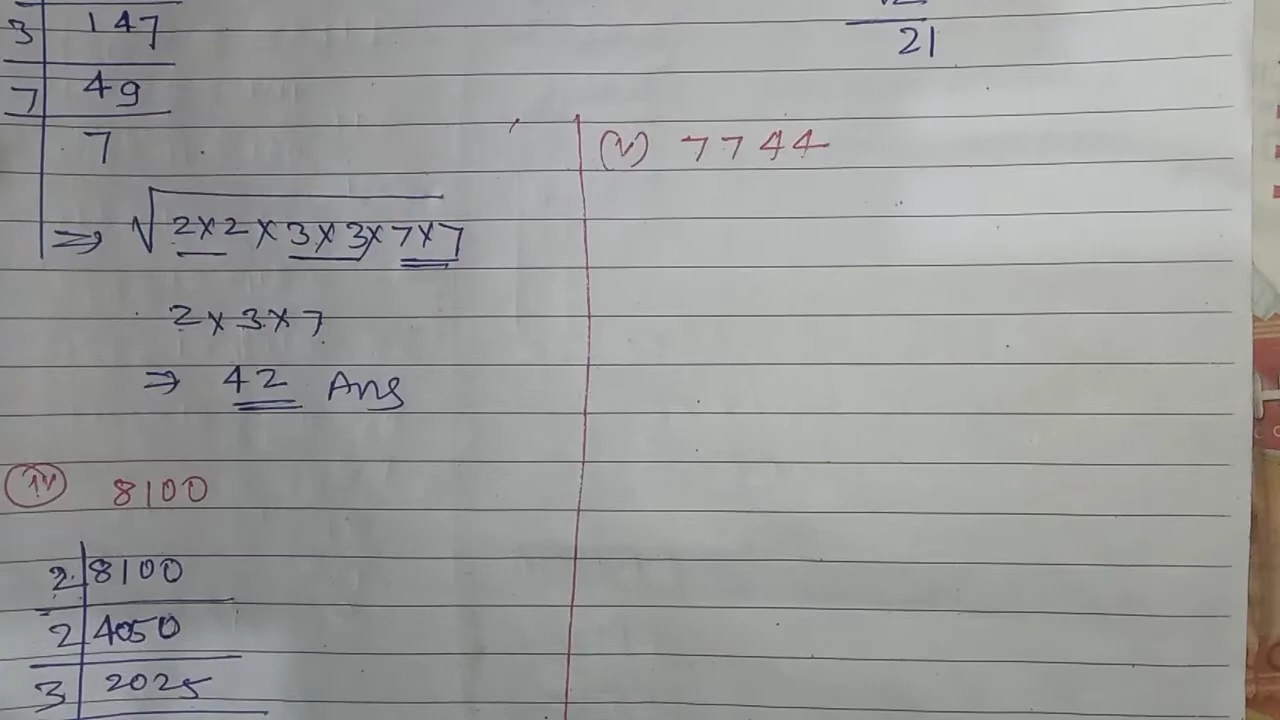 3 | 147
7 | 49
7
⇒ √2×2×3×3×7×7
2×3×7
⇒ 42 Ans
(iv) 8100
2 | 8100
2 | 4050
3 | 2025
21
(v) 7744